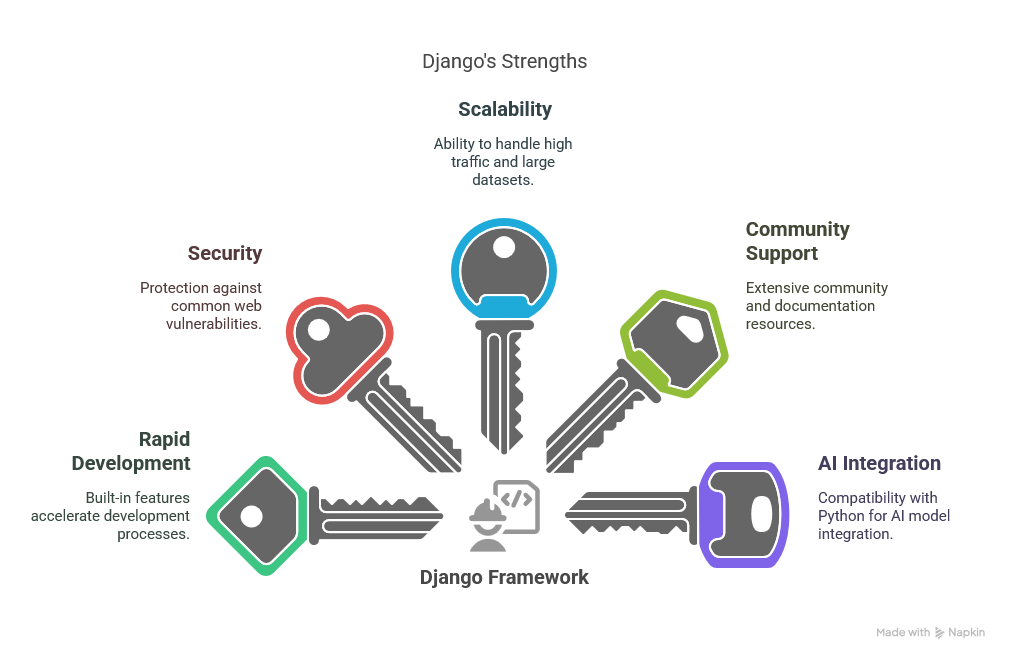 Django's Strengths
Scalability
Ability to handle high
traffic and large
datasets.
Community
Support
Extensive community
and documentation
resources.
Security
Protection against
common web
vulnerabilities.
Rapid
Development
Built-in features
accelerate development
processes.
AI Integration
Compatibility with
Python for AI model
integration.
</>
Django Framework
Made with Napkin